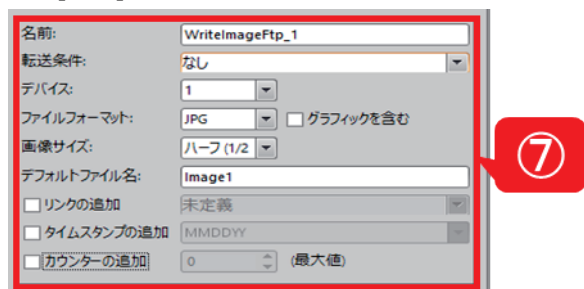 名前: WriteImageFtp_1
転送条件: なし
デバイス: 1
ファイルフォーマット: JPG グラフィックを含む
画像サイズ: ハーフ (1/2
デフォルトファイル名: Image1
リンクの追加 未定義
タイムスタンプの追加 MMDDYY
カウンターの追加 0 (最大値)
⑦